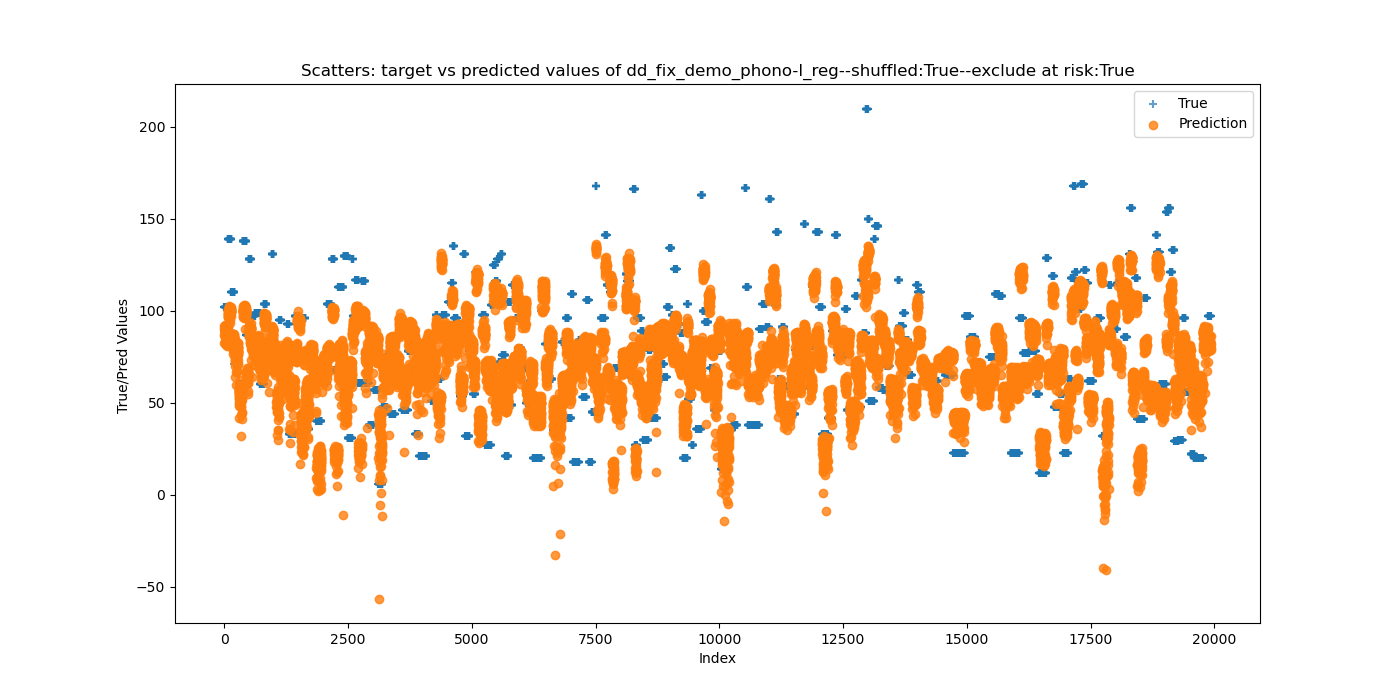 Scatters: target vs predicted values of dd_fix_demo_phono-l_reg--shuffled:True--exclude at risk:True
True
Prediction
200
150
100
50
0
−50
True/Pred Values
0 2500 5000 7500 10000 12500 15000 17500 20000
Index